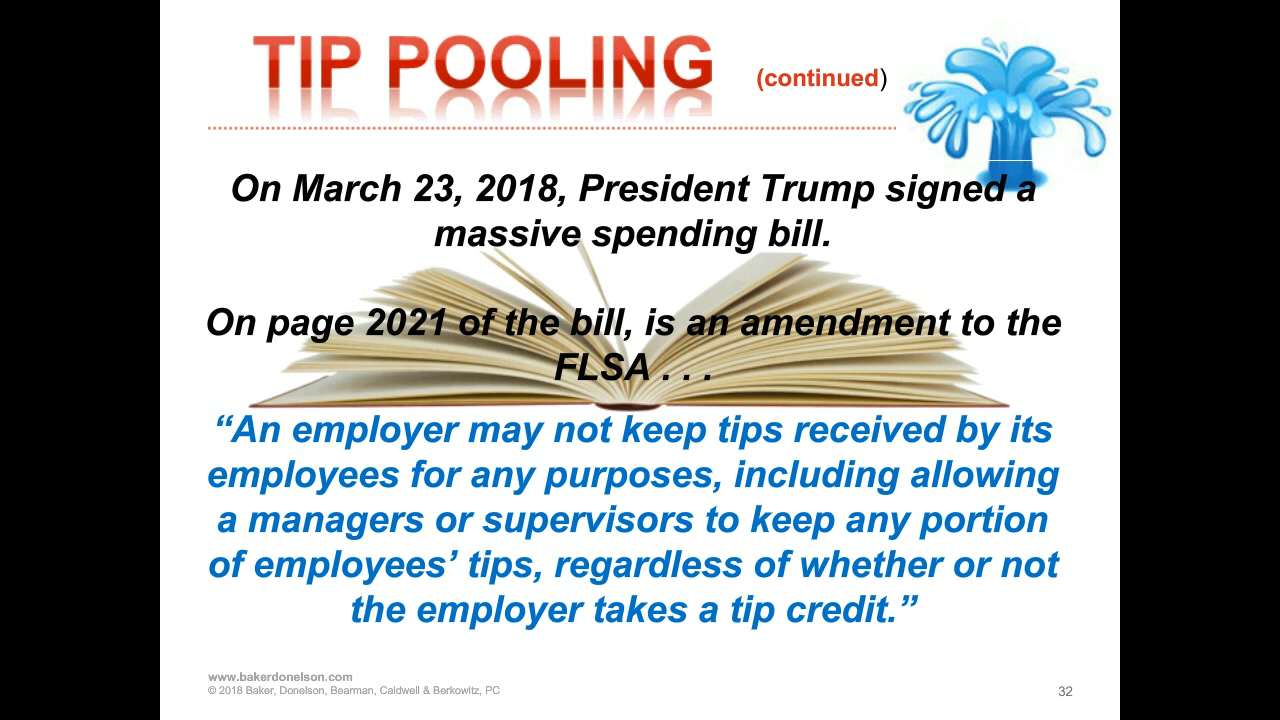 TIP POOLING (continued)
On March 23, 2018, President Trump signed a
massive spending bill.
On page 2021 of the bill, is an amendment to the
FLSA . . .
“An employer may not keep tips received by its
employees for any purposes, including allowing
a managers or supervisors to keep any portion
of employees’ tips, regardless of whether or not
the employer takes a tip credit.”
www.bakerdonelson.com
© 2018 Baker, Donelson, Bearman, Caldwell & Berkowitz, PC
32